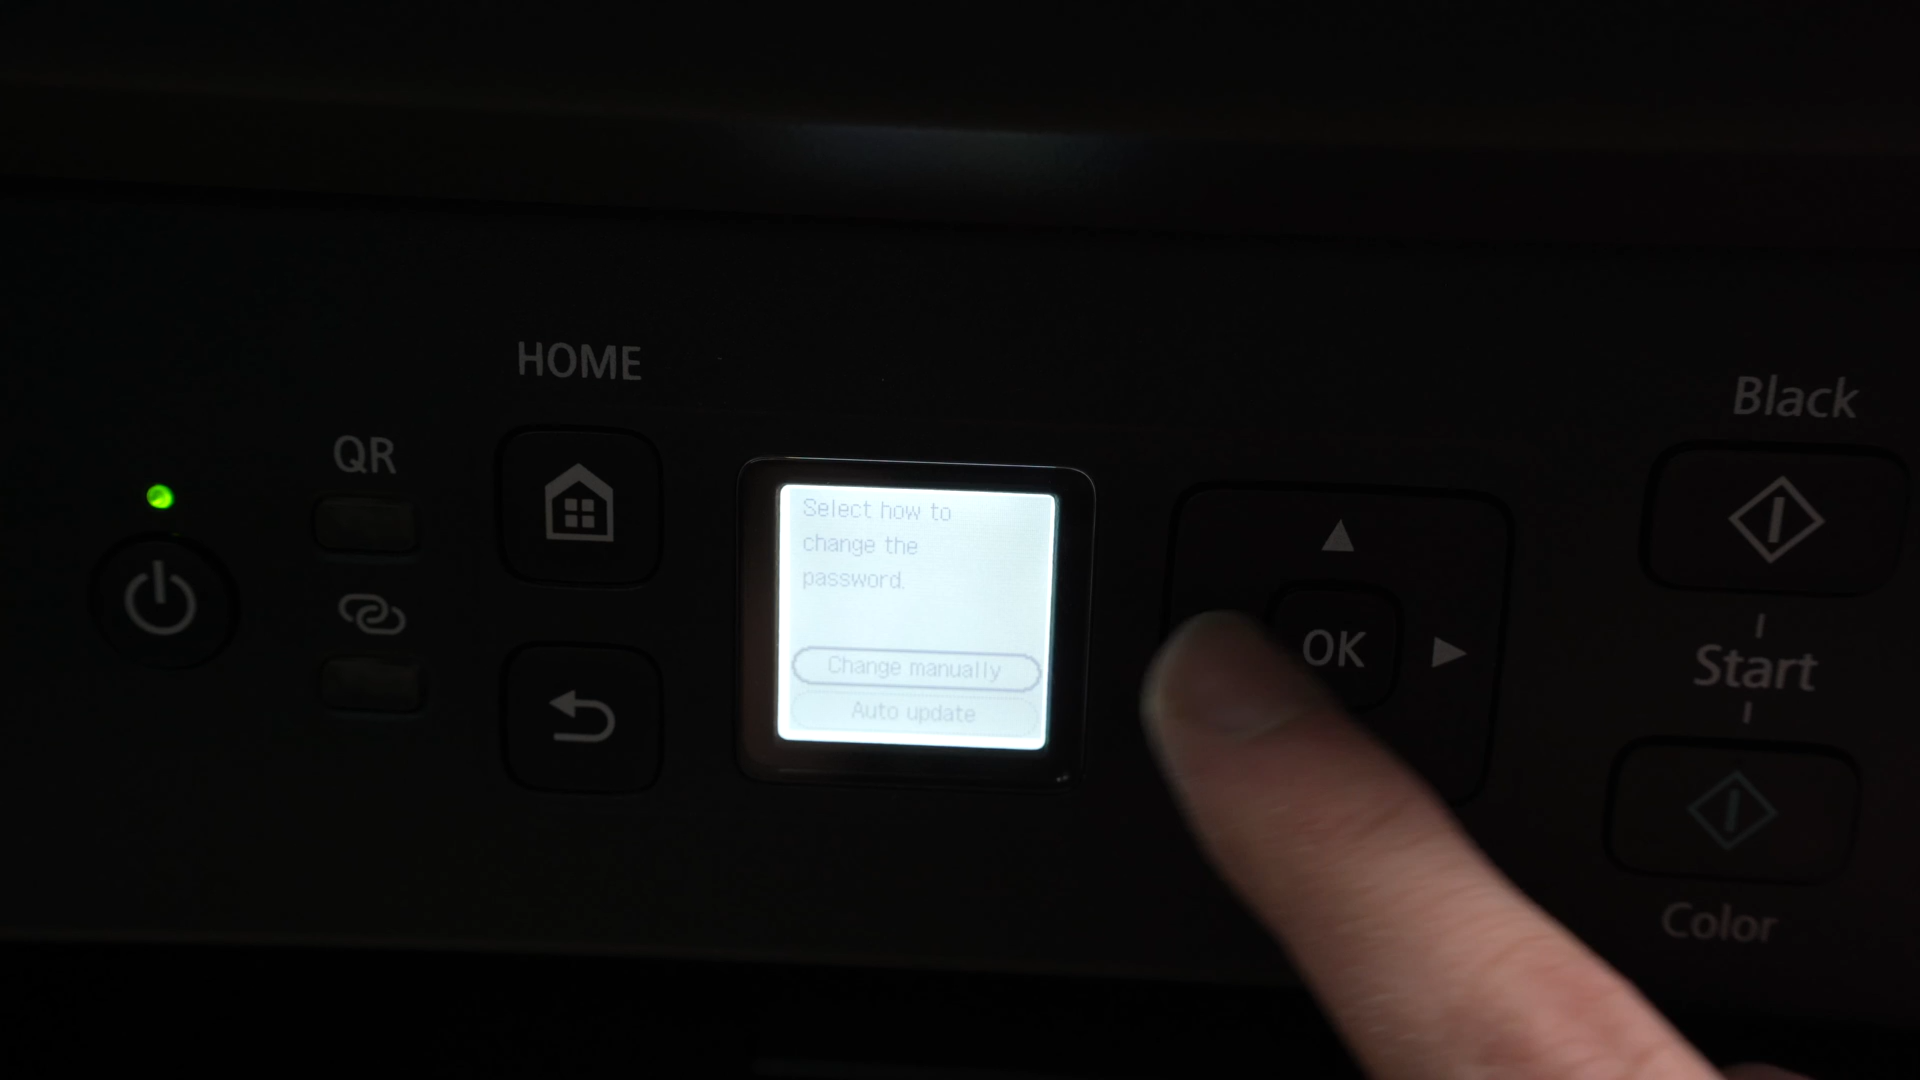 HOME
QR
Select how to
change the
password.
Change manually
Auto update
OK
Black
Start
Color